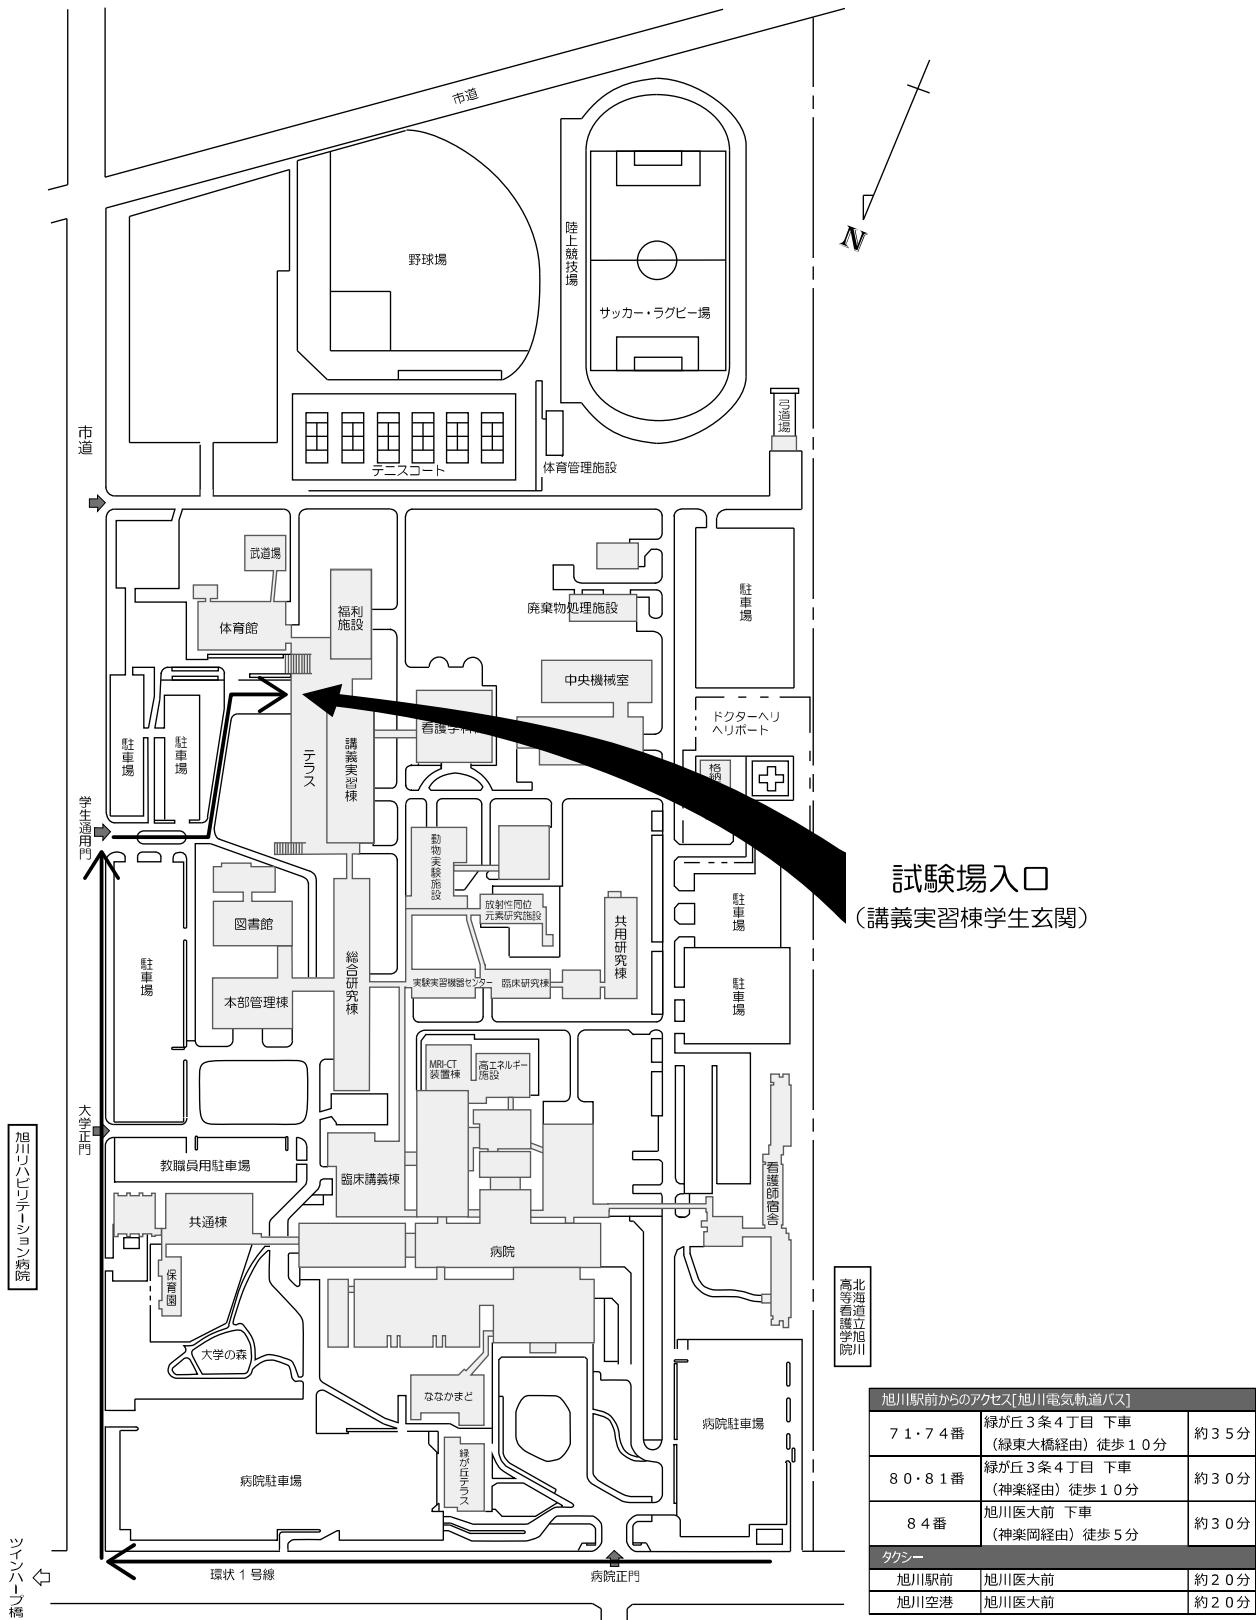 市道
N
野球場
陸上競技場
サッカー・ラグビー場
弓道場
市道
テニスコート
体育管理施設
武道場
体育館
福利
施設
廃棄物処理施設
駐車場
中央機械室
ドクターヘリ
ヘリポート
格納
看護学科
駐車場
駐車場
テラス
講義実習棟
学生通用門
動物実験施設
放射性同位
元素研究施設
共用研究棟
駐車場
試験場入口
（講義実習棟学生玄関）
図書館
駐車場
総合研究棟
実験実習機器センター
臨床研究棟
駐車場
本部管理棟
MRI-CT
装置棟
高エネルギー
施設
大学正門
旭川リハビリテーション病院
教職員用駐車場
臨床講義棟
看護師宿舎
共通棟
病院
保育園
北海道立旭川
高等看護学院
大学の森
ななかまど
病院駐車場
緑が丘テラス
病院駐車場
ツインハープ橋
環状１号線
病院正門
旭川駅前からのアクセス[旭川電気軌道バス]
７１・７４番 緑が丘３条４丁目 下車 約３５分
（緑東大橋経由）徒歩１０分
８０・８１番 緑が丘３条４丁目 下車 約３０分
（神楽経由）徒歩１０分
８４番 旭川医大前 下車 約３０分
（神楽岡経由）徒歩５分
タクシー
旭川駅前 旭川医大前 約２０分
旭川空港 旭川医大前 約２０分